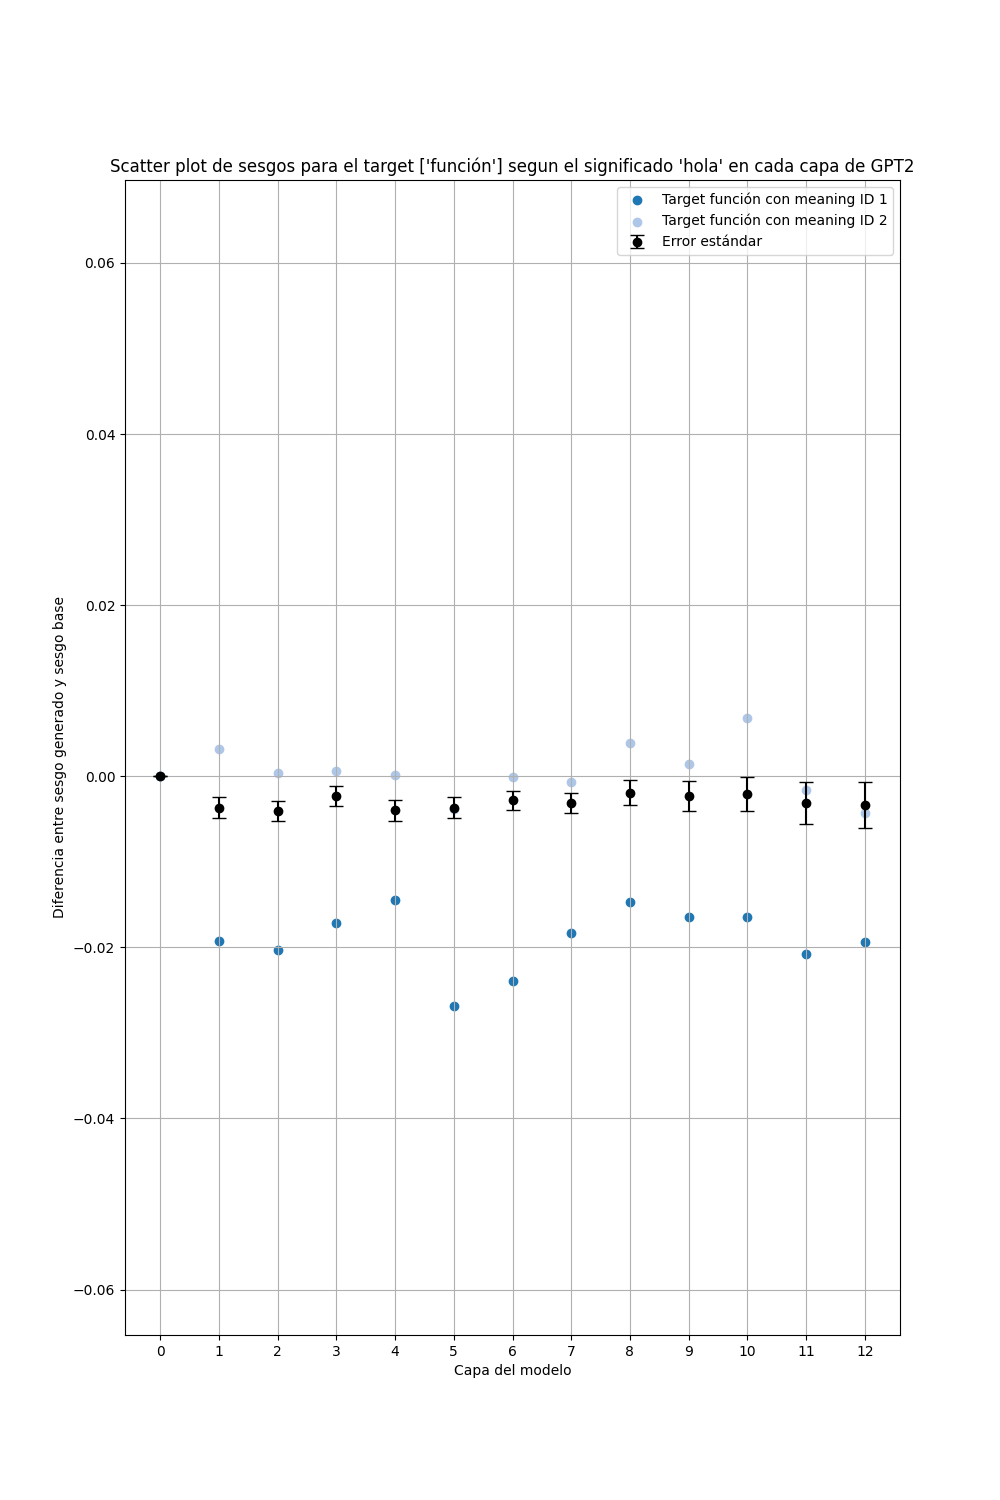 Scatter plot de sesgos para el target ['función'] segun el significado 'hola' en cada capa de GPT2
Target función con meaning ID 1
Target función con meaning ID 2
Error estándar
0.06
0.04
0.02
0.00
−0.02
−0.04
−0.06
Diferencia entre sesgo generado y sesgo base
0 1 2 3 4 5 6 7 8 9 10 11 12
Capa del modelo